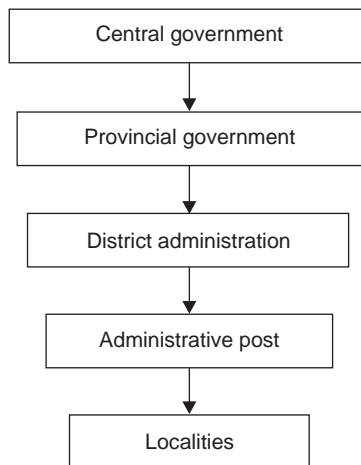 Central government
Provincial government
District administration
Administrative post
Localities